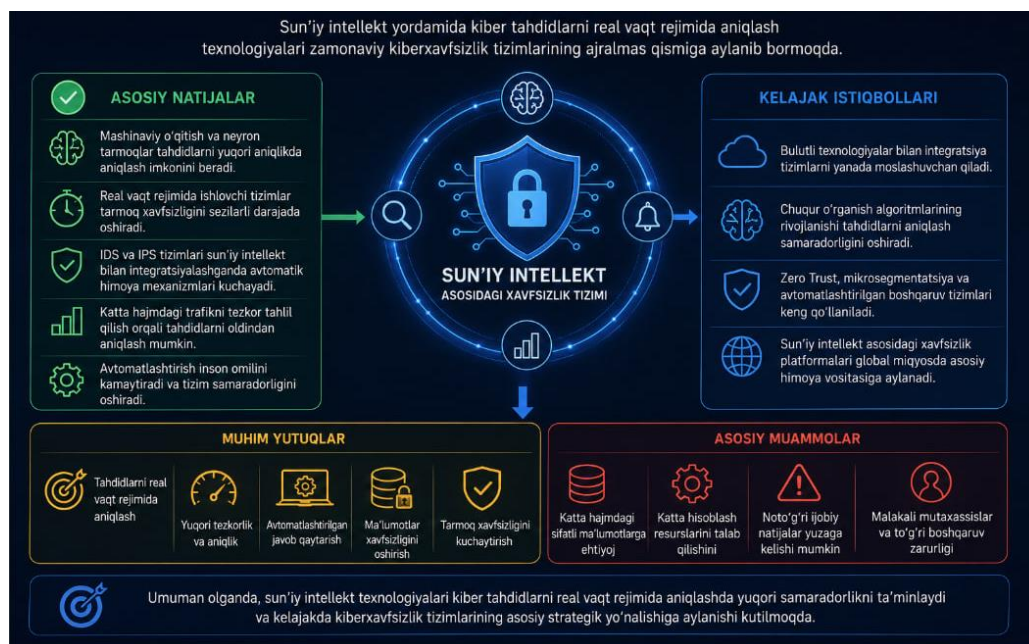 Sun'iy intellekt yordamida kiber tahdidlarni real vaqt rejimida aniqlash
texnologiyalari zamonaviy kiberxavfsizlik tizimlarining ajralmas qismiga aylanib bormoqda.
ASOSIY NATIJALAR
Mashinaviy o'qitish va neyron
tarmoqlar tahdidlarni yuqori aniqlikda
aniqlash imkonini beradi.
Real vaqt rejimida ishlovchi tizimlar
tarmoq xavfsizligini sezilarli darajada
oshiradi.
IDS va IPS tizimlari sun'iy intellekt
bilan integratsiyalashganda avtomatik
himoya mexanizmlari kuchayadi.
Katta hajmdagi trafikni tezkor tahlil
qilish orqali tahdidlarni oldindan
aniqlash mumkin.
Avtomatlashtirish inson omilini
kamaytiradi va tizim samaradorligini
oshiradi.
SUN'IY INTELLEKT
ASOSIDAGI XAVFSIZLIK TIZIMI
KELAJAK ISTIQBOLLARI
Bulutli texnologiyalar bilan integratsiya
tizimlarni yanada moslashuvchan qiladi.
Chuqur o'rganish algoritmlarining
rivojlanishi tahdidlarni aniqlash
samaradorligini oshiradi.
Zero Trust, mikrosegmentatsiya va
avtomatlashtirilgan boshqaruv tizimlari
keng qo'llaniladi.
Sun'iy intellekt asosidagi xavfsizlik
platformalari global miqyosda asosiy
himoya vositasiga aylanadi.
MUHIM YUTUQLAR
Tahdidlarni real
vaqt rejimida
aniqlash
Yuqori tezkorlik
va aniqlik
Avtomatlashtirilgan
javob qaytarish
Ma'lumotlar
xavfsizligini
oshirish
Tarmoq xavfsizligini
kuchaytirish
ASOSIY MUAMMOLAR
Katta hajmdagi
sifatli ma'lumotlarga
ehtiyoj
Katta hisoblash
resurslarini talab
qilishini
Noto'g'ri ijobiy
natijalar yuzaga
kelishi mumkin
Malakali mutaxassislar
va to'g'ri boshqaruv
zarurligi
Umuman olganda, sun'iy intellekt texnologiyalari kiber tahdidlarni real vaqt rejimida aniqlashda yuqori samaradorlikni ta'minlaydi
va kelajakda kiberxavfsizlik tizimlarining asosiy strategik yo'nalishiga aylanishi kutilmoqda.